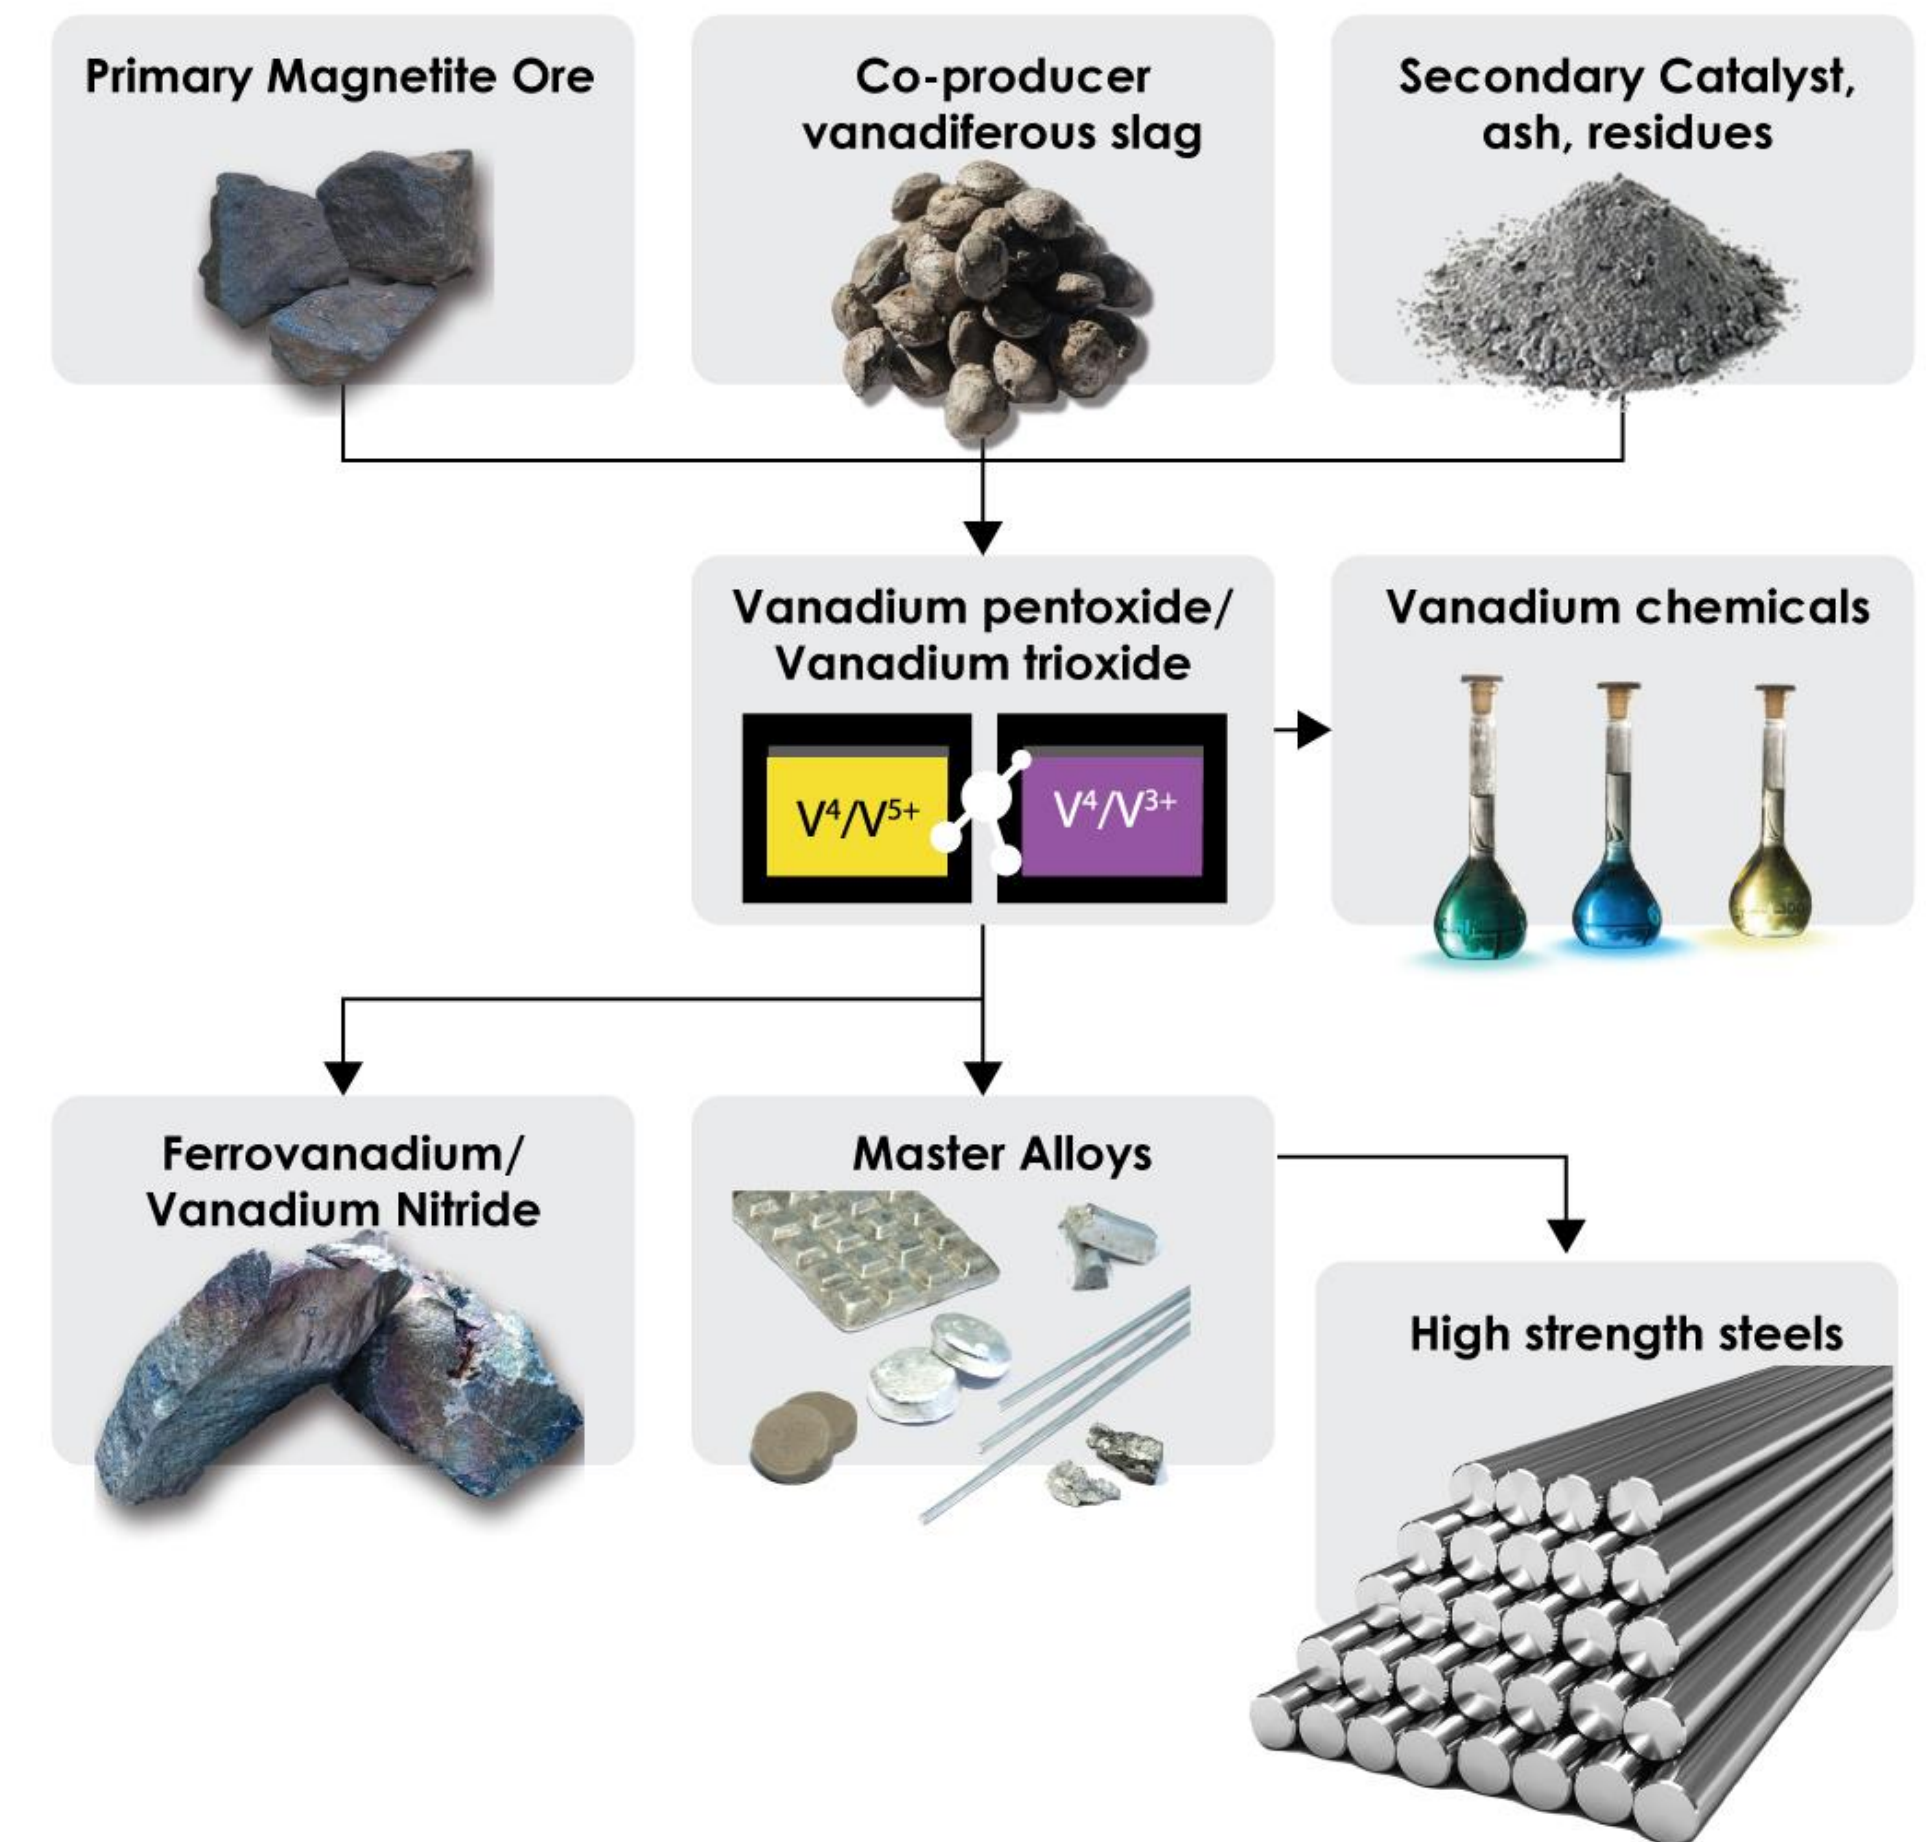 Primary Magnetite Ore
Co-producer
vanadiferous slag
Secondary Catalyst,
ash, residues
Vanadium pentoxide/
Vanadium trioxide
V⁴/V⁵⁺
V⁴/V³⁺
Vanadium chemicals
Ferrovanadium/
Vanadium Nitride
Master Alloys
High strength steels